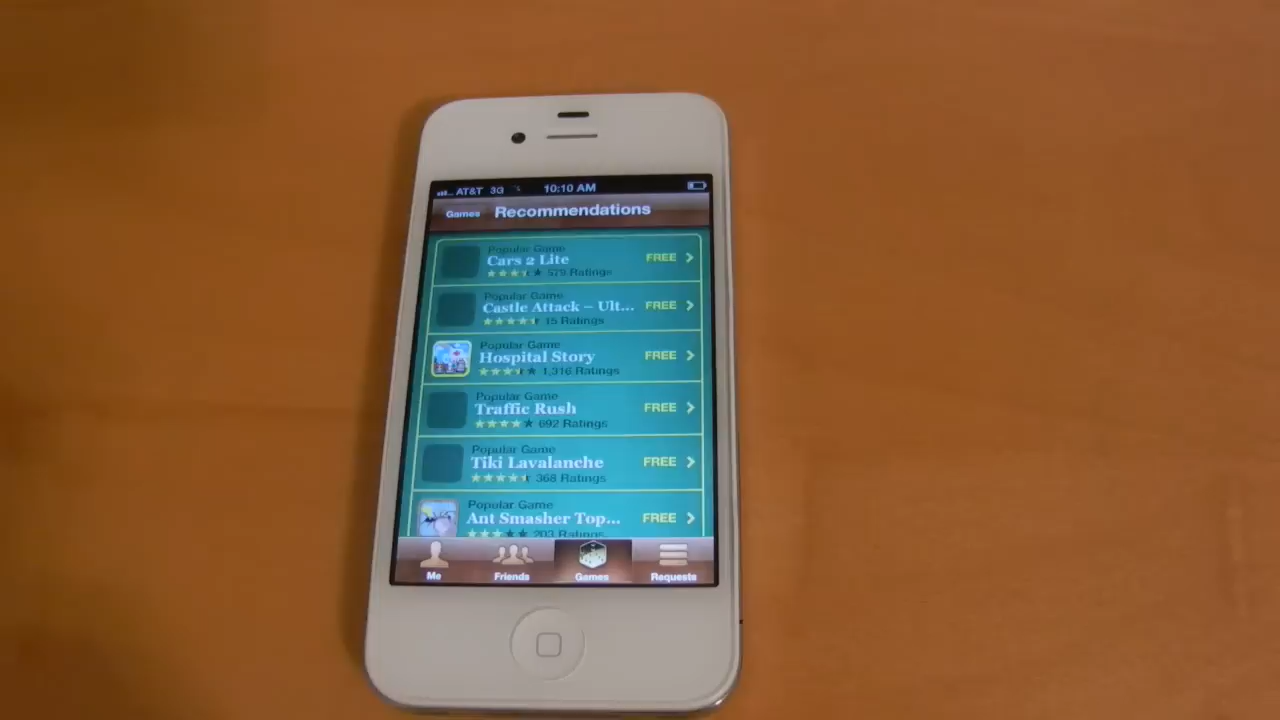 AT&T 3G 10:10 AM
Games Recommendations
Popular Game
Cars 2 Lite FREE
579 Ratings
Popular Game
Castle Attack – Ult... FREE
15 Ratings
Popular Game
Hospital Story FREE
1,316 Ratings
Popular Game
Traffic Rush FREE
692 Ratings
Popular Game
Tiki Lavalanche FREE
368 Ratings
Popular Game
Ant Smasher Top... FREE
203 Ratings
Me Friends Games Requests